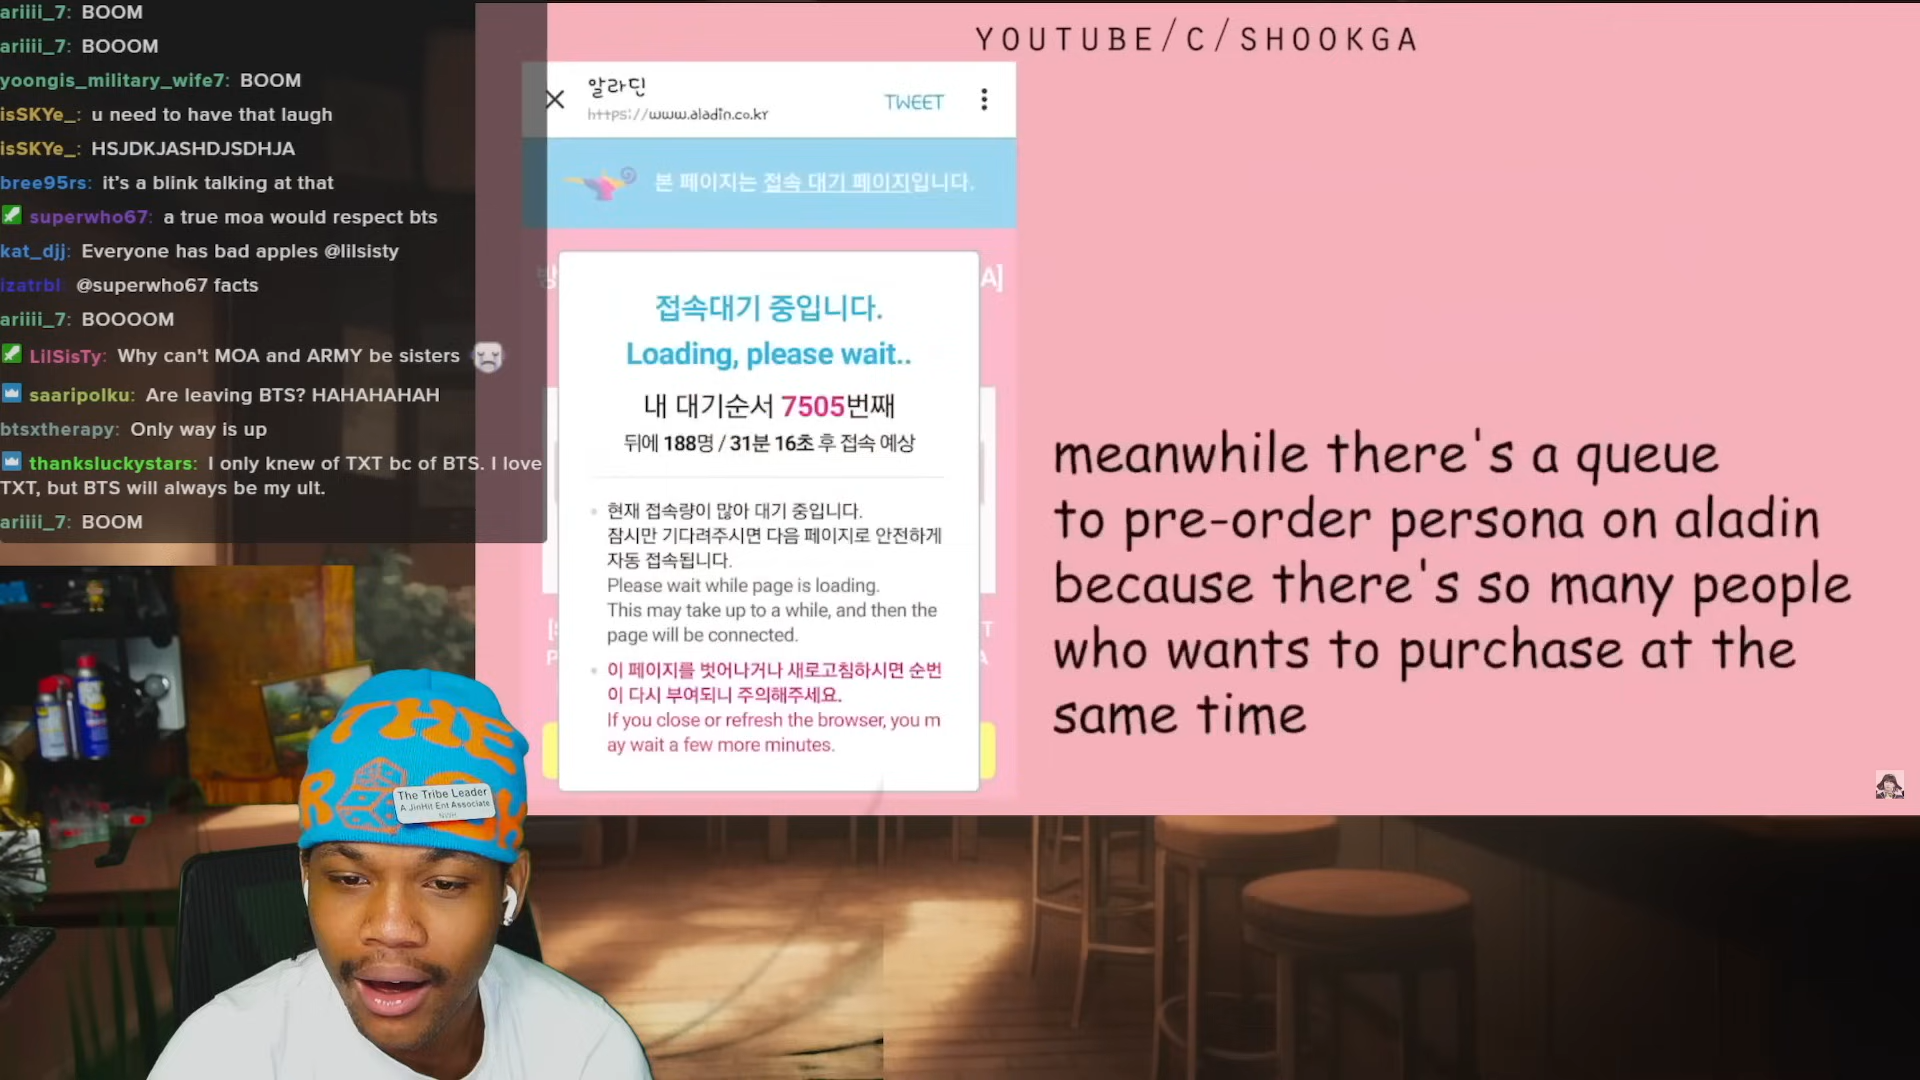 ariiii_7: BOOM
ariiii_7: BOOOM
yoongis_military_wife7: BOOM
isSKYe_: u need to have that laugh
isSKYe_: HSJDKJASHDJSDHJA
bree95rs: it's a blink talking at that
superwho67: a true moa would respect bts
kat_djj: Everyone has bad apples @lilsisty
izatrbl: @superwho67 facts
ariiii_7: BOOOOM
LilSisTy: Why can't MOA and ARMY be sisters
saaripolku: Are leaving BTS? HAHAHAHAH
btsxtherapy: Only way is up
thanksluckystars: I only knew of TXT bc of BTS. I love
TXT, but BTS will always be my ult.
ariiii_7: BOOM
YOUTUBE/C/SHOOKGA
알라딘
https://www.aladin.co.kr
TWEET
본 페이지는 접속 대기 페이지입니다.
A]
접속대기 중입니다.
Loading, please wait..
내 대기순서 7505번째
뒤에 188명 / 31분 16초 후 접속 예상
현재 접속량이 많아 대기 중입니다.
잠시만 기다려주시면 다음 페이지로 안전하게
자동 접속됩니다.
Please wait while page is loading.
This may take up to a while, and then the
page will be connected.
이 페이지를 벗어나거나 새로고침하시면 순번
이 다시 부여되니 주의해주세요.
If you close or refresh the browser, you m
ay wait a few more minutes.
meanwhile there's a queue
to pre-order persona on aladin
because there's so many people
who wants to purchase at the
same time
THE
The Tribe Leader
A JinHit Ent Associate